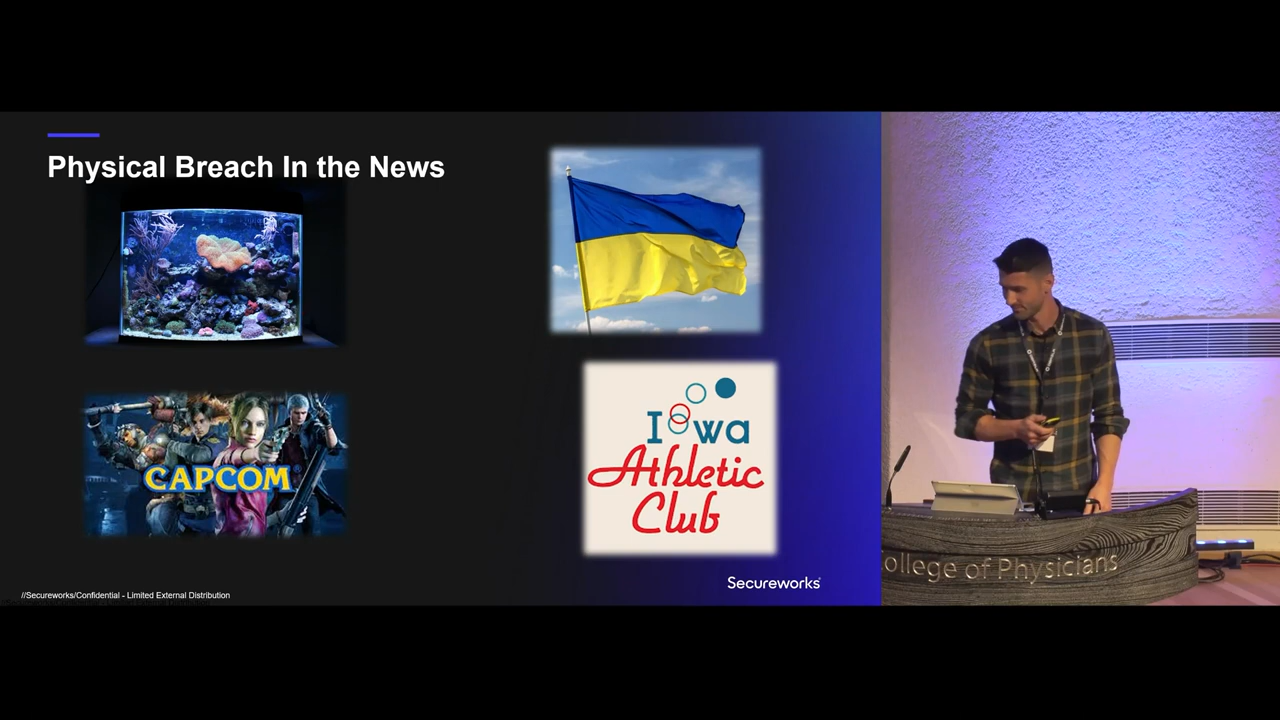 Physical Breach In the News
CAPCOM
Iowa
Athletic
Club
Secureworks
//Secureworks/Confidential - Limited External Distribution
ollege of Physicians